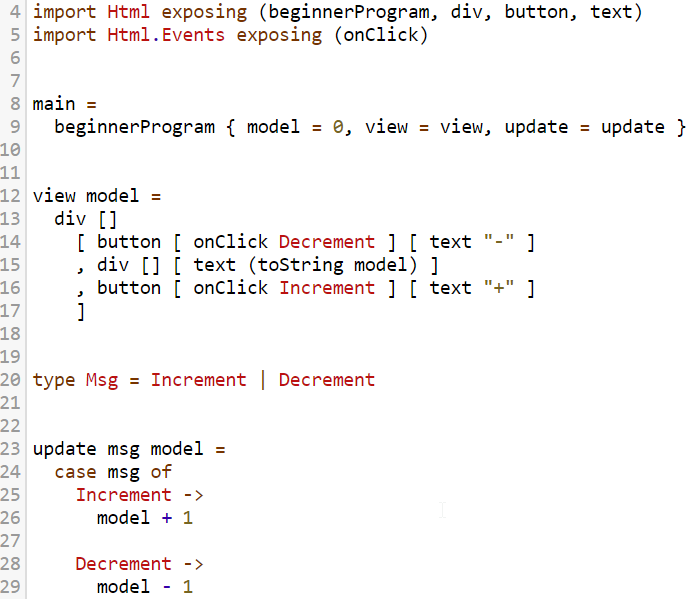 4 import Html exposing (beginnerProgram, div, button, text)
5 import Html.Events exposing (onClick)
6
7
8 main =
9   beginnerProgram { model = 0, view = view, update = update }
10
11
12 view model =
13   div []
14     [ button [ onClick Decrement ] [ text "-" ]
15     , div [] [ text (toString model) ]
16     , button [ onClick Increment ] [ text "+" ]
17     ]
18
19
20 type Msg = Increment | Decrement
21
22
23 update msg model =
24   case msg of
25     Increment ->
26       model + 1
27
28     Decrement ->
29       model - 1